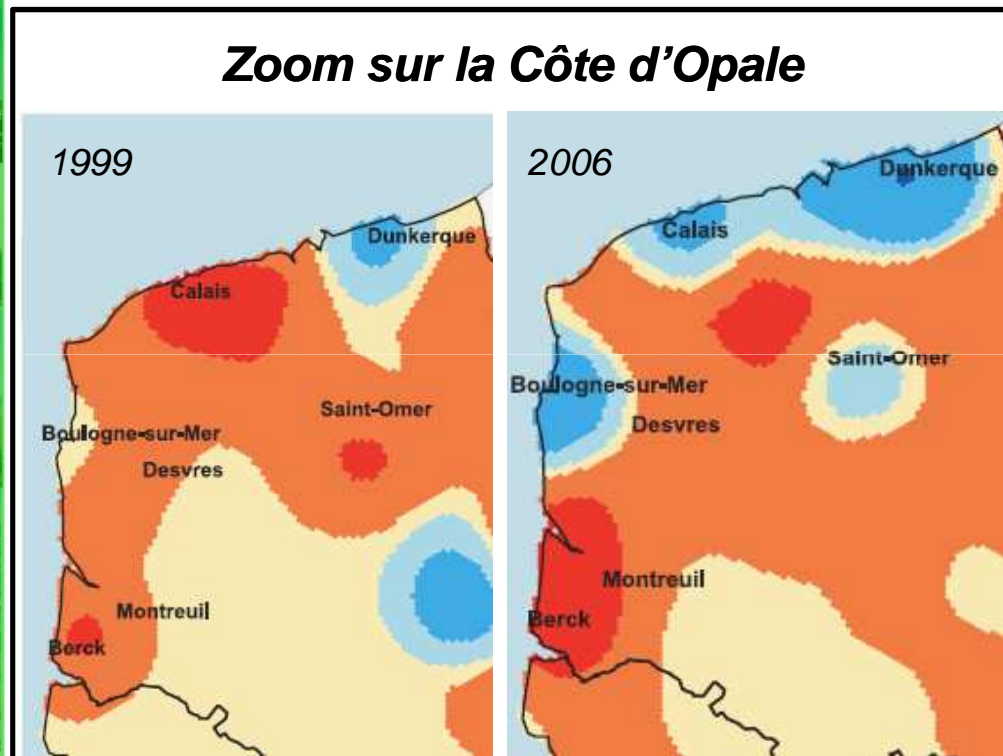 Zoom sur la Côte d'Opale
1999
Dunkerque
Calais
Saint-Omer
Boulogne-sur-Mer
Desvres
Montreuil
Berck
2006
Dunkerque
Calais
Saint-Omer
Boulogne-sur-Mer
Desvres
Montreuil
Berck